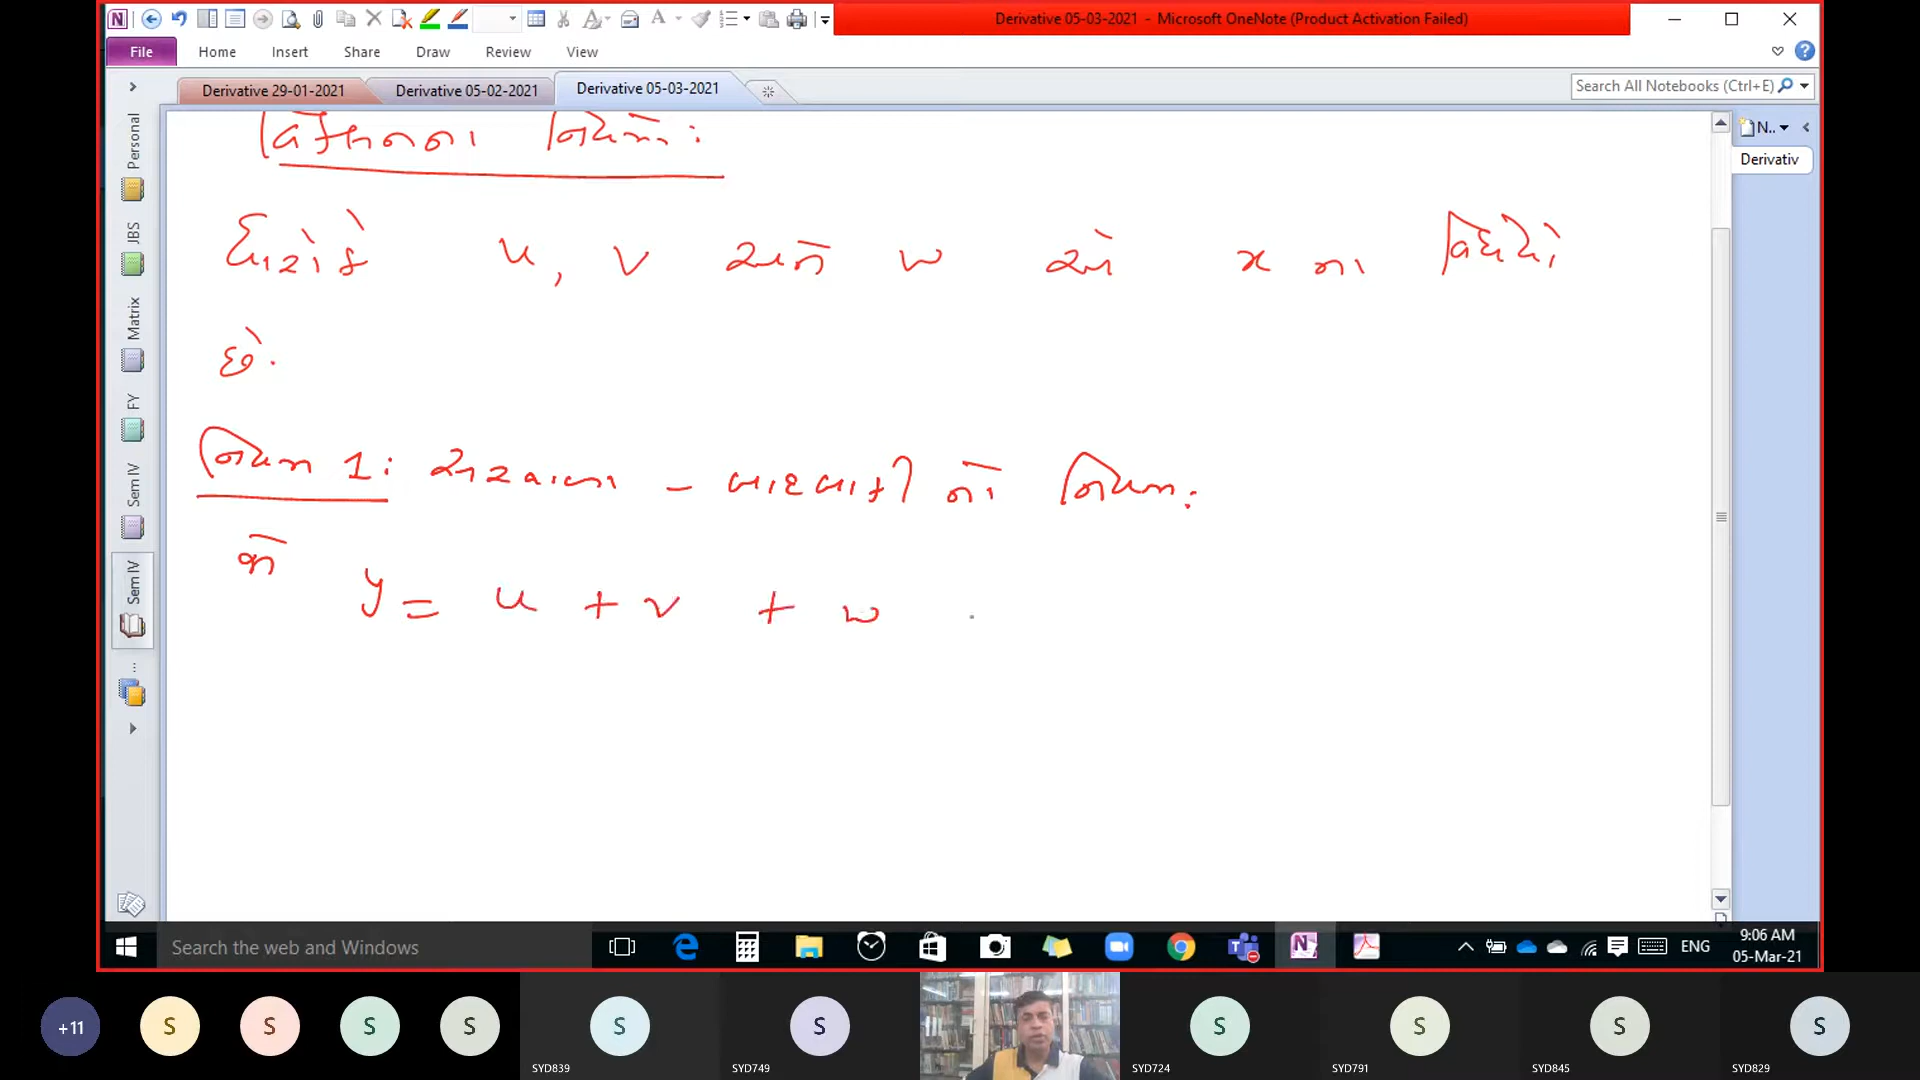 Derivative 05-03-2021 - Microsoft OneNote (Product Activation Failed)
File Home Insert Share Draw Review View
Derivative 29-01-2021 Derivative 05-02-2021 Derivative 05-03-2021
Search All Notebooks (Ctrl+E)
N..
Derivativ
Personal
JBS
Matrix
FY
Sem IV
Sem IV
નિયમ:
ધારો કે u, v અને w એ x ના વિધેયો
છે.
નિયમ 1: સરવાળા - બાદબાકી નો નિયમ:
જો
y = u + v + w
Search the web and Windows
ENG
9:06 AM
05-Mar-21
+11 S S S S S S S S S S
SYD839 SYD749 SYD724 SYD791 SYD845 SYD829